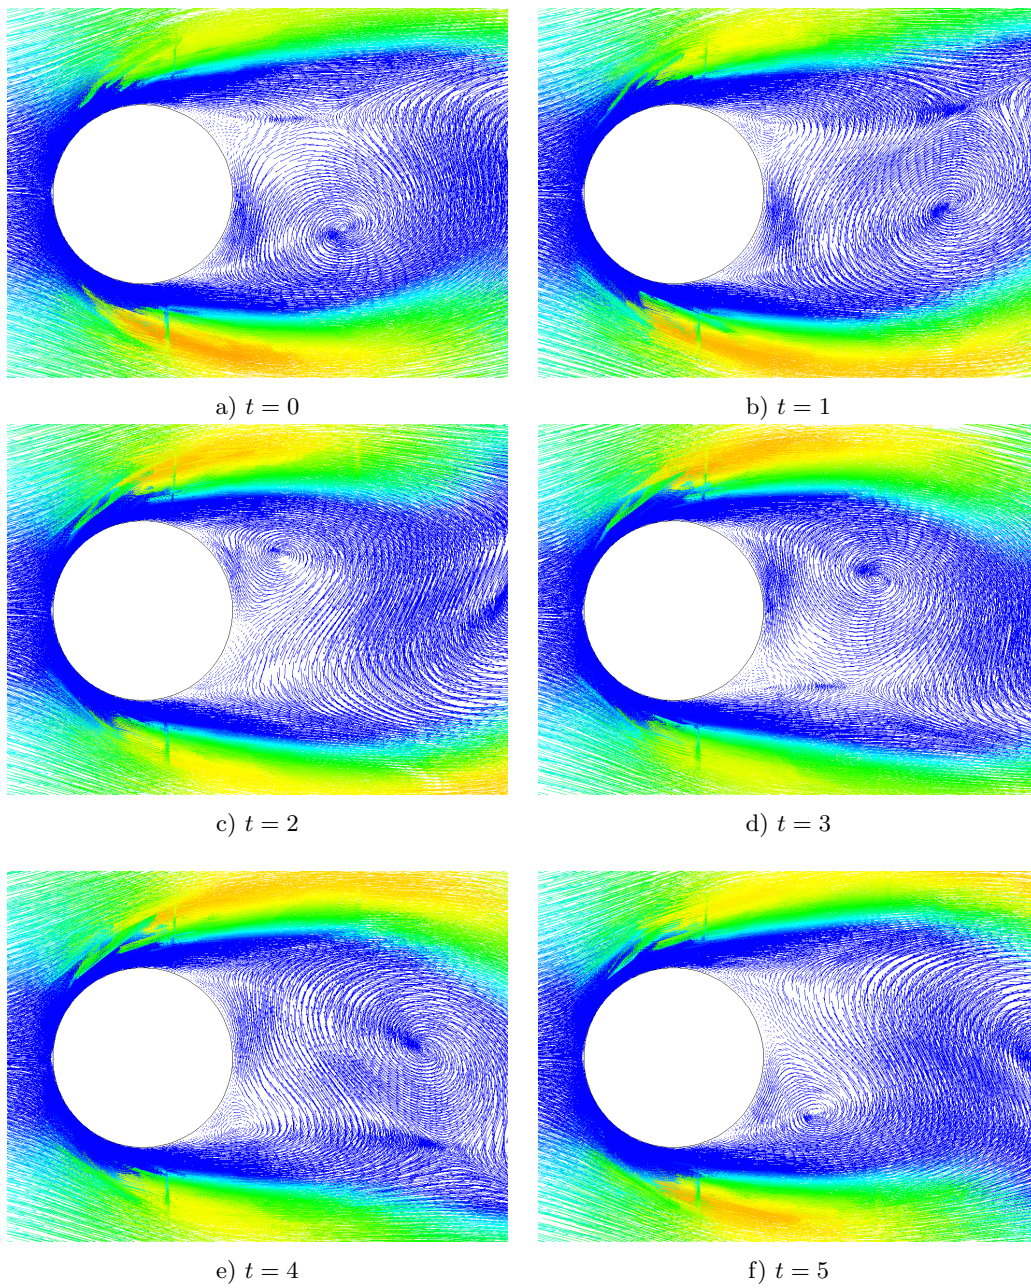 a) t = 0
b) t = 1
c) t = 2
d) t = 3
e) t = 4
f) t = 5